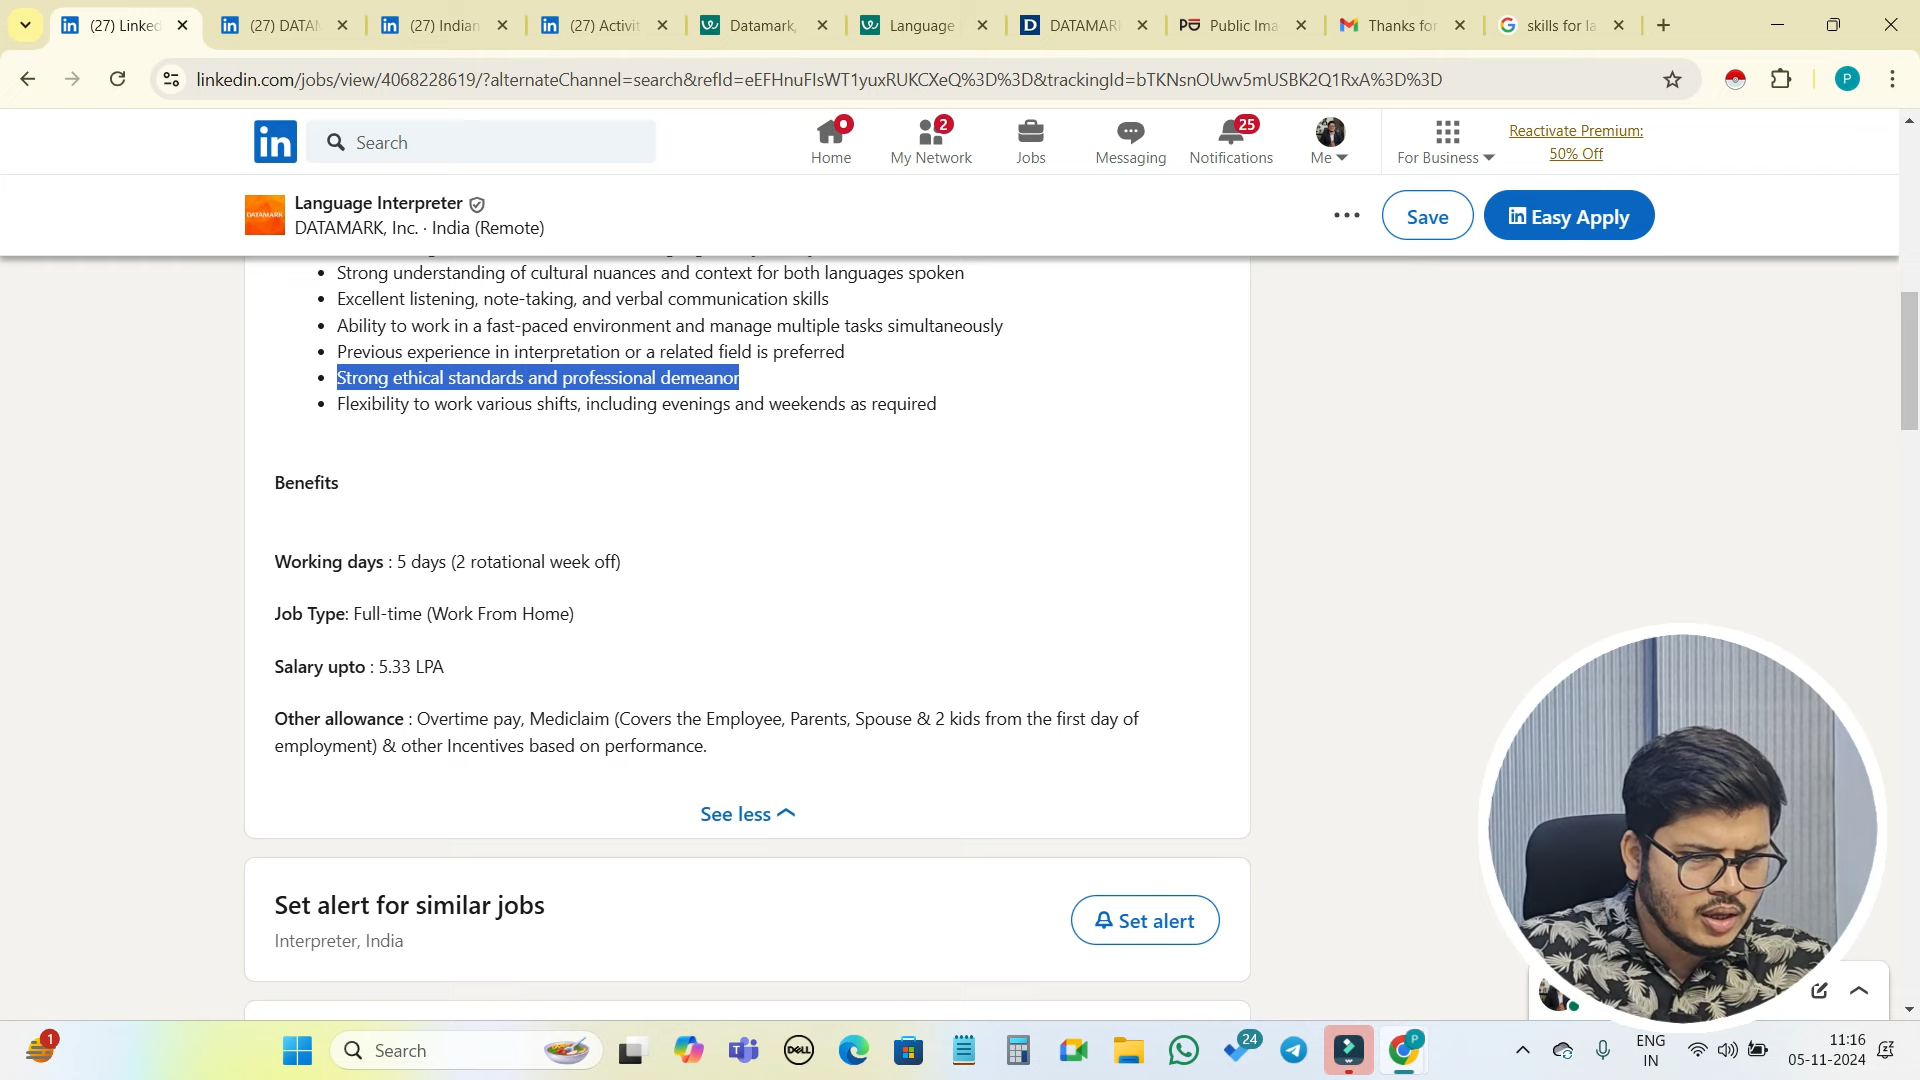 (27) Linked
(27) DATAM
(27) Indian
(27) Activit
Datamark,
Language
DATAMARK
Public Ima
Thanks for
skills for la
linkedin.com/jobs/view/4068228619/?alternateChannel=search&refId=eEFHnuFIsWT1yuxRUKCXeQ%3D%3D&trackingId=bTKNsnOUwv5mUSBK2Q1RxA%3D%3D
P
in
Search
Home
2
My Network
Jobs
Messaging
25
Notifications
Me
For Business
Reactivate Premium:
50% Off
DATAMARK
Language Interpreter
DATAMARK, Inc. · India (Remote)
Save
Easy Apply
• Strong understanding of cultural nuances and context for both languages spoken
• Excellent listening, note-taking, and verbal communication skills
• Ability to work in a fast-paced environment and manage multiple tasks simultaneously
• Previous experience in interpretation or a related field is preferred
• Strong ethical standards and professional demeanor
• Flexibility to work various shifts, including evenings and weekends as required
Benefits
Working days : 5 days (2 rotational week off)
Job Type: Full-time (Work From Home)
Salary upto : 5.33 LPA
Other allowance : Overtime pay, Mediclaim (Covers the Employee, Parents, Spouse & 2 kids from the first day of
employment) & other Incentives based on performance.
See less
Set alert for similar jobs
Interpreter, India
Set alert
1
Search
DELL
24
P
ENG
IN
11:16
05-11-2024